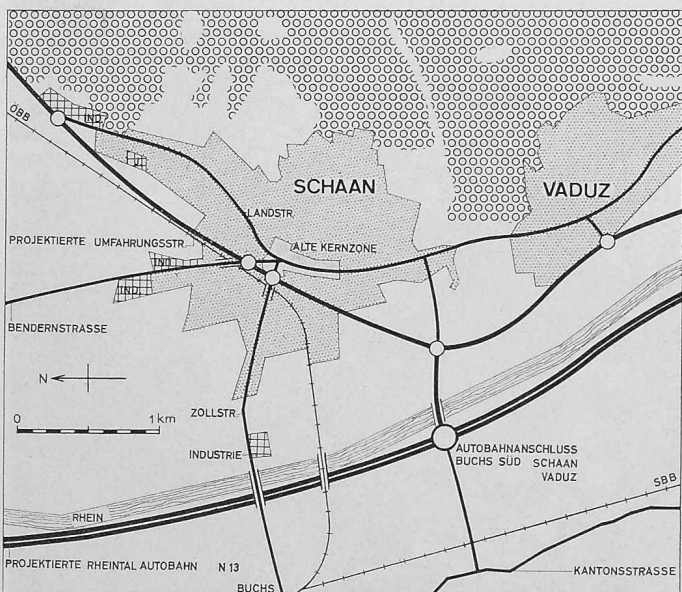 ÖBB
IND.
IND.
SCHAAN
VADUZ
LANDSTR.
PROJEKTIERTE UMFAHRUNGSSTR.
ALTE KERNZONE
IND.
IND.
BENDERNSTRASSE
N
0 1 km
ZOLLSTR.
INDUSTRIE
AUTOBAHNANSCHLUSS
BUCHS SÜD SCHAAN
VADUZ
SBB
RHEIN
PROJEKTIERTE RHEINTAL AUTOBAHN N 13
BUCHS
KANTONSSTRASSE